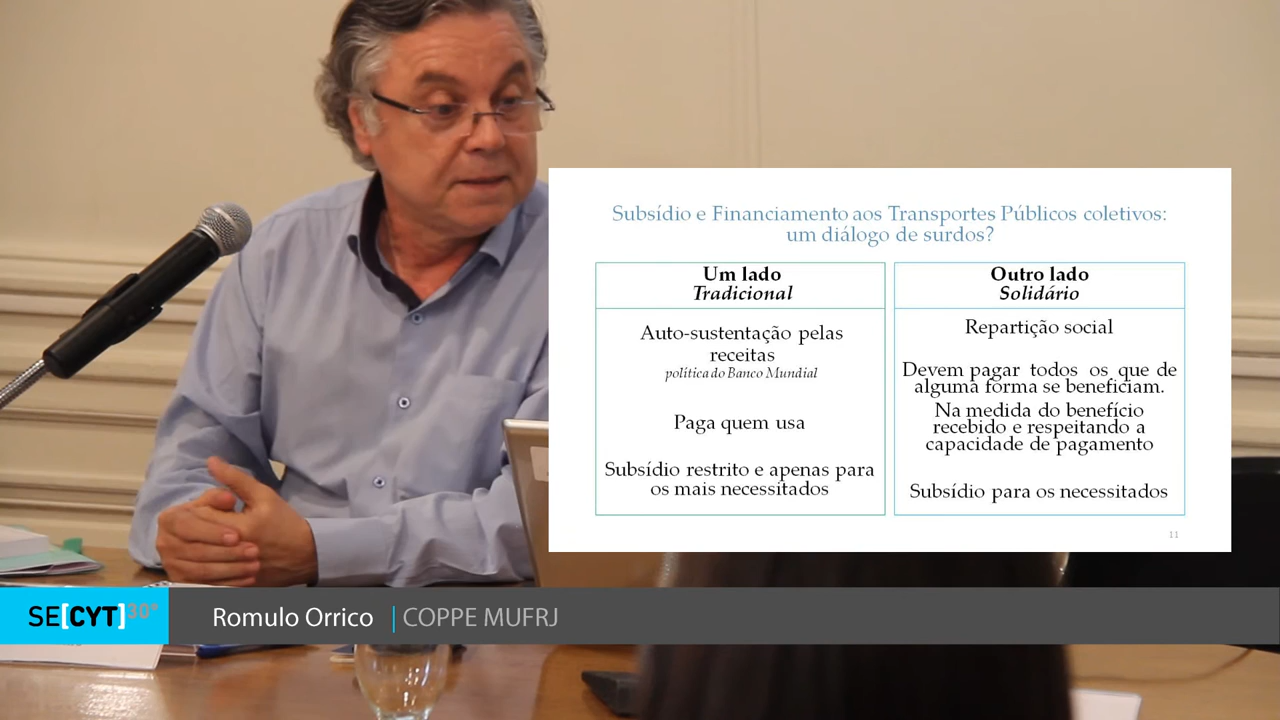 Subsídio e Financiamento aos Transportes Públicos coletivos:
um diálogo de surdos?
Um lado
Tradicional
Auto-sustentação pelas
receitas
política do Banco Mundial
Paga quem usa
Subsídio restrito e apenas para
os mais necessitados
Outro lado
Solidário
Repartição social
Devem pagar todos os que de
alguma forma se beneficiam.
Na medida do benefício
recebido e respeitando a
capacidade de pagamento
Subsídio para os necessitados
11
SE[CYT]30°
Romulo Orrico | COPPE MUFRJ